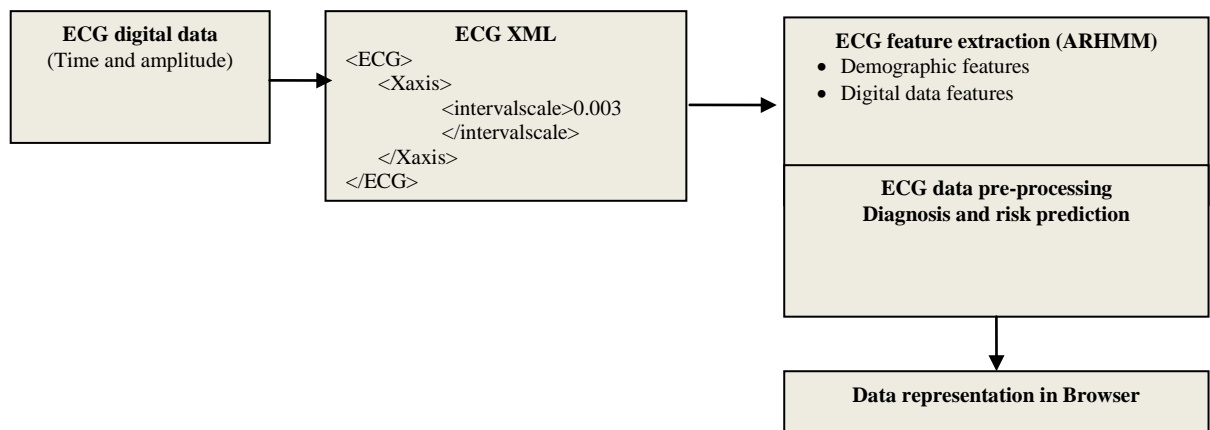 ECG digital data
(Time and amplitude)
ECG XML
<ECG>
<Xaxis>
<intervalscale>0.003
</intervalscale>
</Xaxis>
</ECG>
ECG feature extraction (ARHMM)
• Demographic features
• Digital data features
ECG data pre-processing
Diagnosis and risk prediction
Data representation in Browser